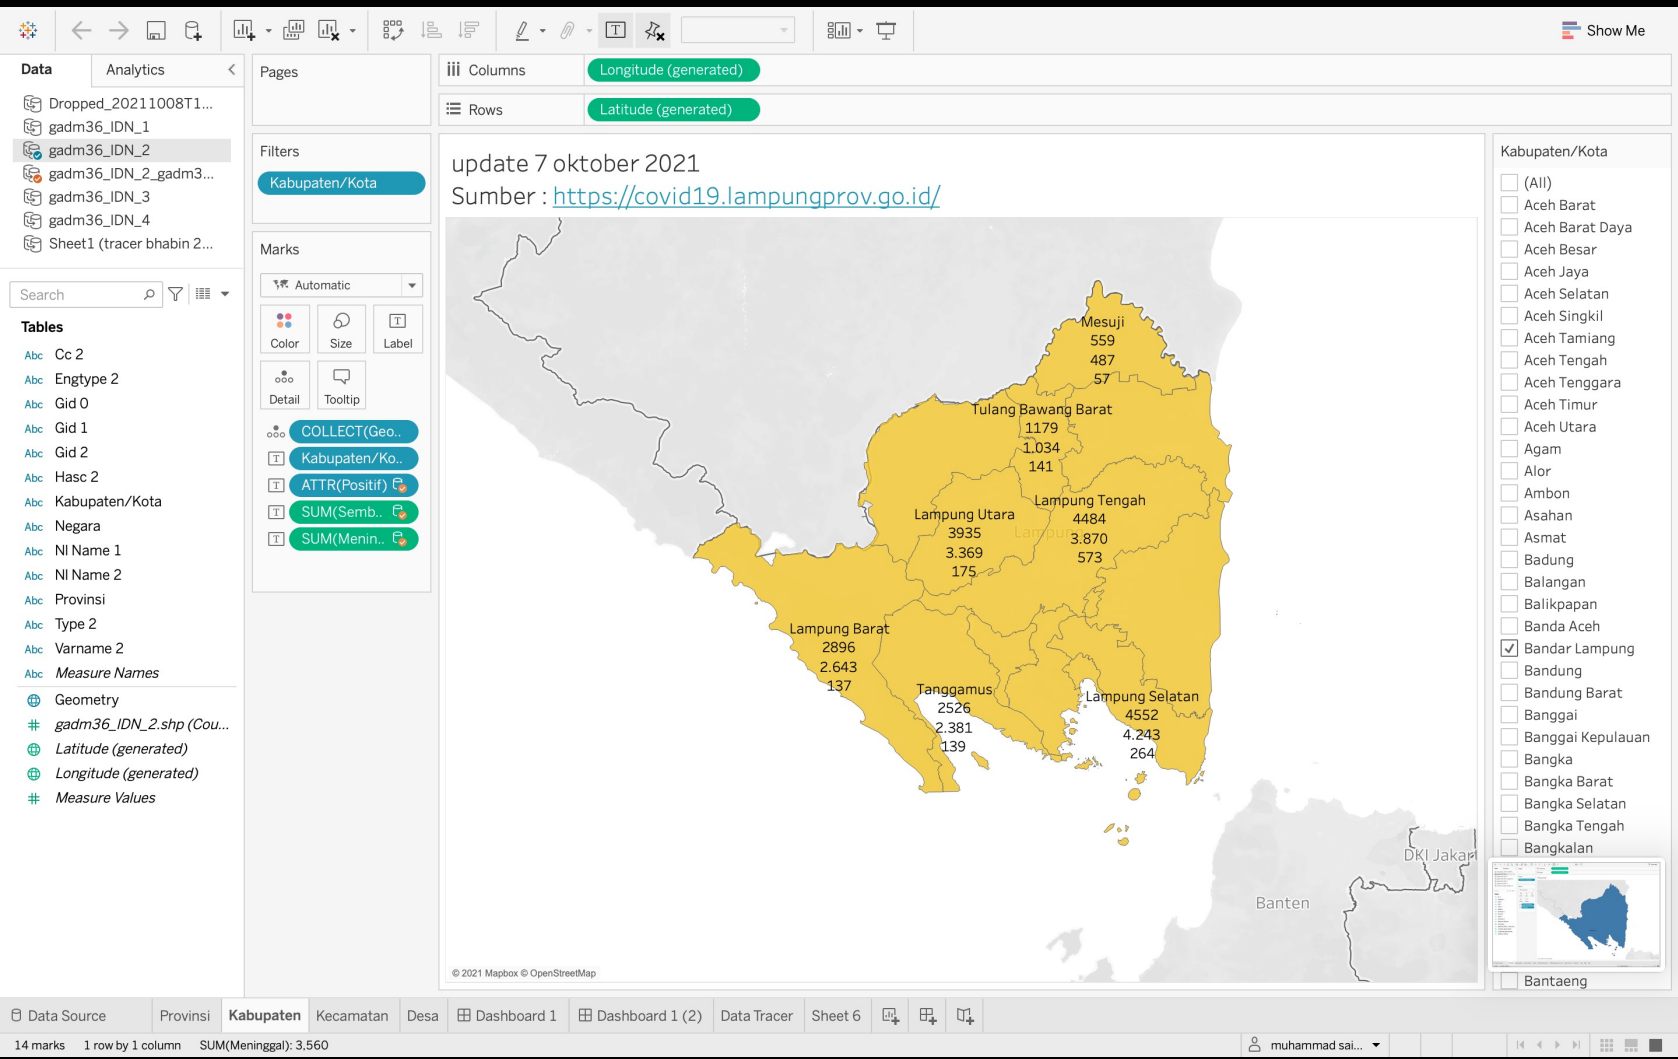 Show Me
Data
Analytics
Dropped_20211008T1...
gadm36_IDN_1
gadm36_IDN_2
gadm36_IDN_2_gadm3...
gadm36_IDN_3
gadm36_IDN_4
Sheet1 (tracer bhabin 2...
Search
Tables
Abc Cc 2
Abc Engtype 2
Abc Gid 0
Abc Gid 1
Abc Gid 2
Abc Hasc 2
Abc Kabupaten/Kota
Abc Negara
Abc Nl Name 1
Abc Nl Name 2
Abc Provinsi
Abc Type 2
Abc Varname 2
Abc Measure Names
Geometry
# gadm36_IDN_2.shp (Cou...
Latitude (generated)
Longitude (generated)
# Measure Values
Pages
Filters
Kabupaten/Kota
Marks
Automatic
Color
Size
T
Label
Detail
Tooltip
COLLECT(Geo..
T Kabupaten/Ko..
T ATTR(Positif)
T SUM(Semb..
T SUM(Menin..
Columns
Longitude (generated)
Rows
Latitude (generated)
update 7 oktober 2021
Sumber : https://covid19.lampungprov.go.id/
Mesuji
559
487
57
Tulang Bawang Barat
1179
1.034
141
Lampung Tengah
4484
3.870
573
Lampung Utara
3935
3.369
175
Lampung
Lampung Barat
2896
2.643
137
Tanggamus
2526
2.381
139
Lampung Selatan
4552
4.243
264
DKI Jakar
Banten
© 2021 Mapbox © OpenStreetMap
Kabupaten/Kota
(All)
Aceh Barat
Aceh Barat Daya
Aceh Besar
Aceh Jaya
Aceh Selatan
Aceh Singkil
Aceh Tamiang
Aceh Tengah
Aceh Tenggara
Aceh Timur
Aceh Utara
Agam
Alor
Ambon
Asahan
Asmat
Badung
Balangan
Balikpapan
Banda Aceh
Bandar Lampung
Bandung
Bandung Barat
Banggai
Banggai Kepulauan
Bangka
Bangka Barat
Bangka Selatan
Bangka Tengah
Bangkalan
Bantaeng
Data Source
Provinsi
Kabupaten
Kecamatan
Desa
Dashboard 1
Dashboard 1 (2)
Data Tracer
Sheet 6
14 marks
1 row by 1 column
SUM(Meninggal): 3,560
muhammad sai...